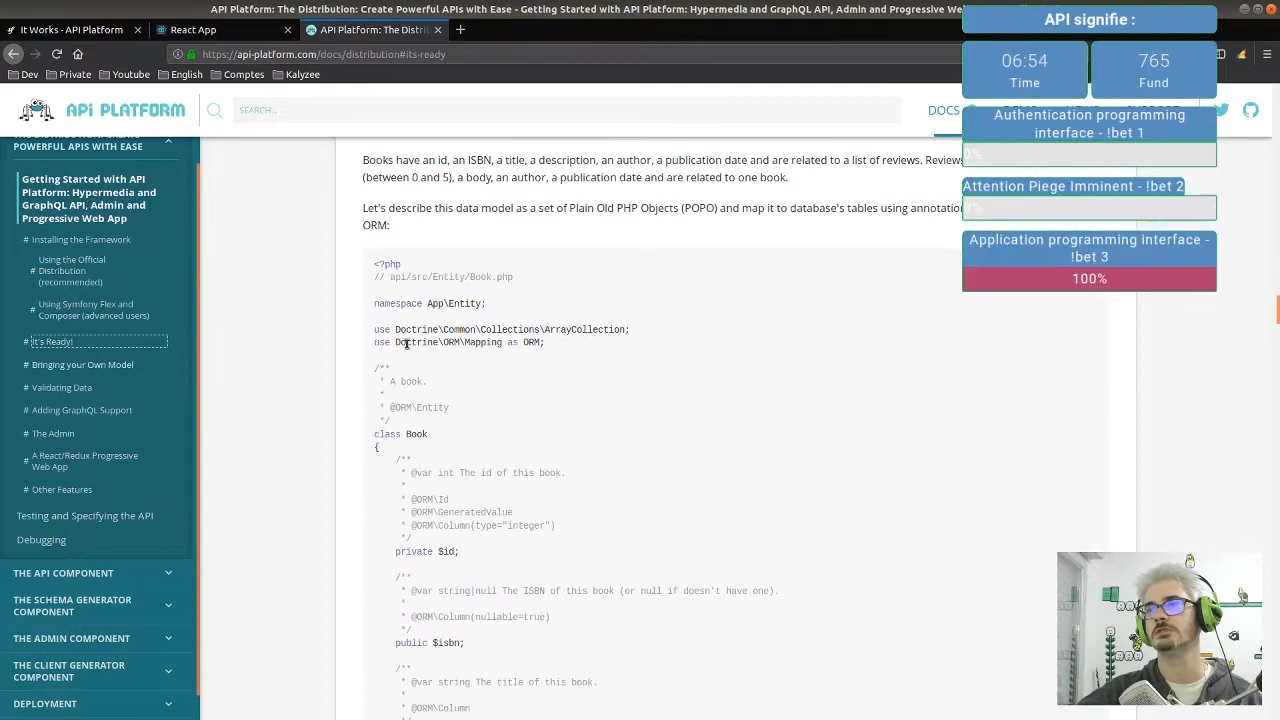 API Platform: The Distribution: Create Powerful APIs with Ease - Getting Started with API Platform: Hypermedia and GraphQL API, Admin and Progressive Web
It Works - API Platform
React App
API Platform: The Distribut
https://api-platform.com/docs/distribution#its-ready
Dev
Payou
Youtube
Github
English
Comptes
Kalyzee
API PLATFORM
SEARCH...
DOCS
POWERFUL APIS WITH EASE
Getting Started with API
Platform: Hypermedia and
GraphQL API, Admin and
Progressive Web App
# Installing the Framework
Using the Official
# Distribution
(recommended)
# Using Symfony Flex and
Composer (advanced users)
# It's Ready!
# Bringing your Own Model
# Validating Data
# Adding GraphQL Support
# The Admin
# A React/Redux Progressive
Web App
# Other Features
Testing and Specifying the API
Debugging
THE API COMPONENT
THE SCHEMA GENERATOR
COMPONENT
THE ADMIN COMPONENT
THE CLIENT GENERATOR
COMPONENT
DEPLOYMENT
Books have an id, an ISBN, a title, a description, an author, a publication date and are related to a list of reviews. Reviews
(between 0 and 5), a body, an author, a publication date and are related to one book.
Let's describe this data model as a set of Plain Old PHP Objects (POPO) and map it to database's tables using annotation
ORM:
<?php
// api/src/Entity/Book.php
namespace App\Entity;
use Doctrine\Common\Collections\ArrayCollection;
use Doctrine\ORM\Mapping as ORM;
/**
* A book.
*
* @ORM\Entity
*/
class Book
{
/**
* @var int The id of this book.
*
* @ORM\Id
* @ORM\GeneratedValue
* @ORM\Column(type="integer")
*/
private $id;
/**
* @var string|null The ISBN of this book (or null if doesn't have one).
*
* @ORM\Column(nullable=true)
*/
public $isbn;
/**
* @var string The title of this book.
*
* @ORM\Column
*/
API signifie :
06:54
Time
765
Fund
Authentication programming
interface - !bet 1
0%
Attention Piege Imminent - !bet 2
0%
Application programming interface -
!bet 3
100%